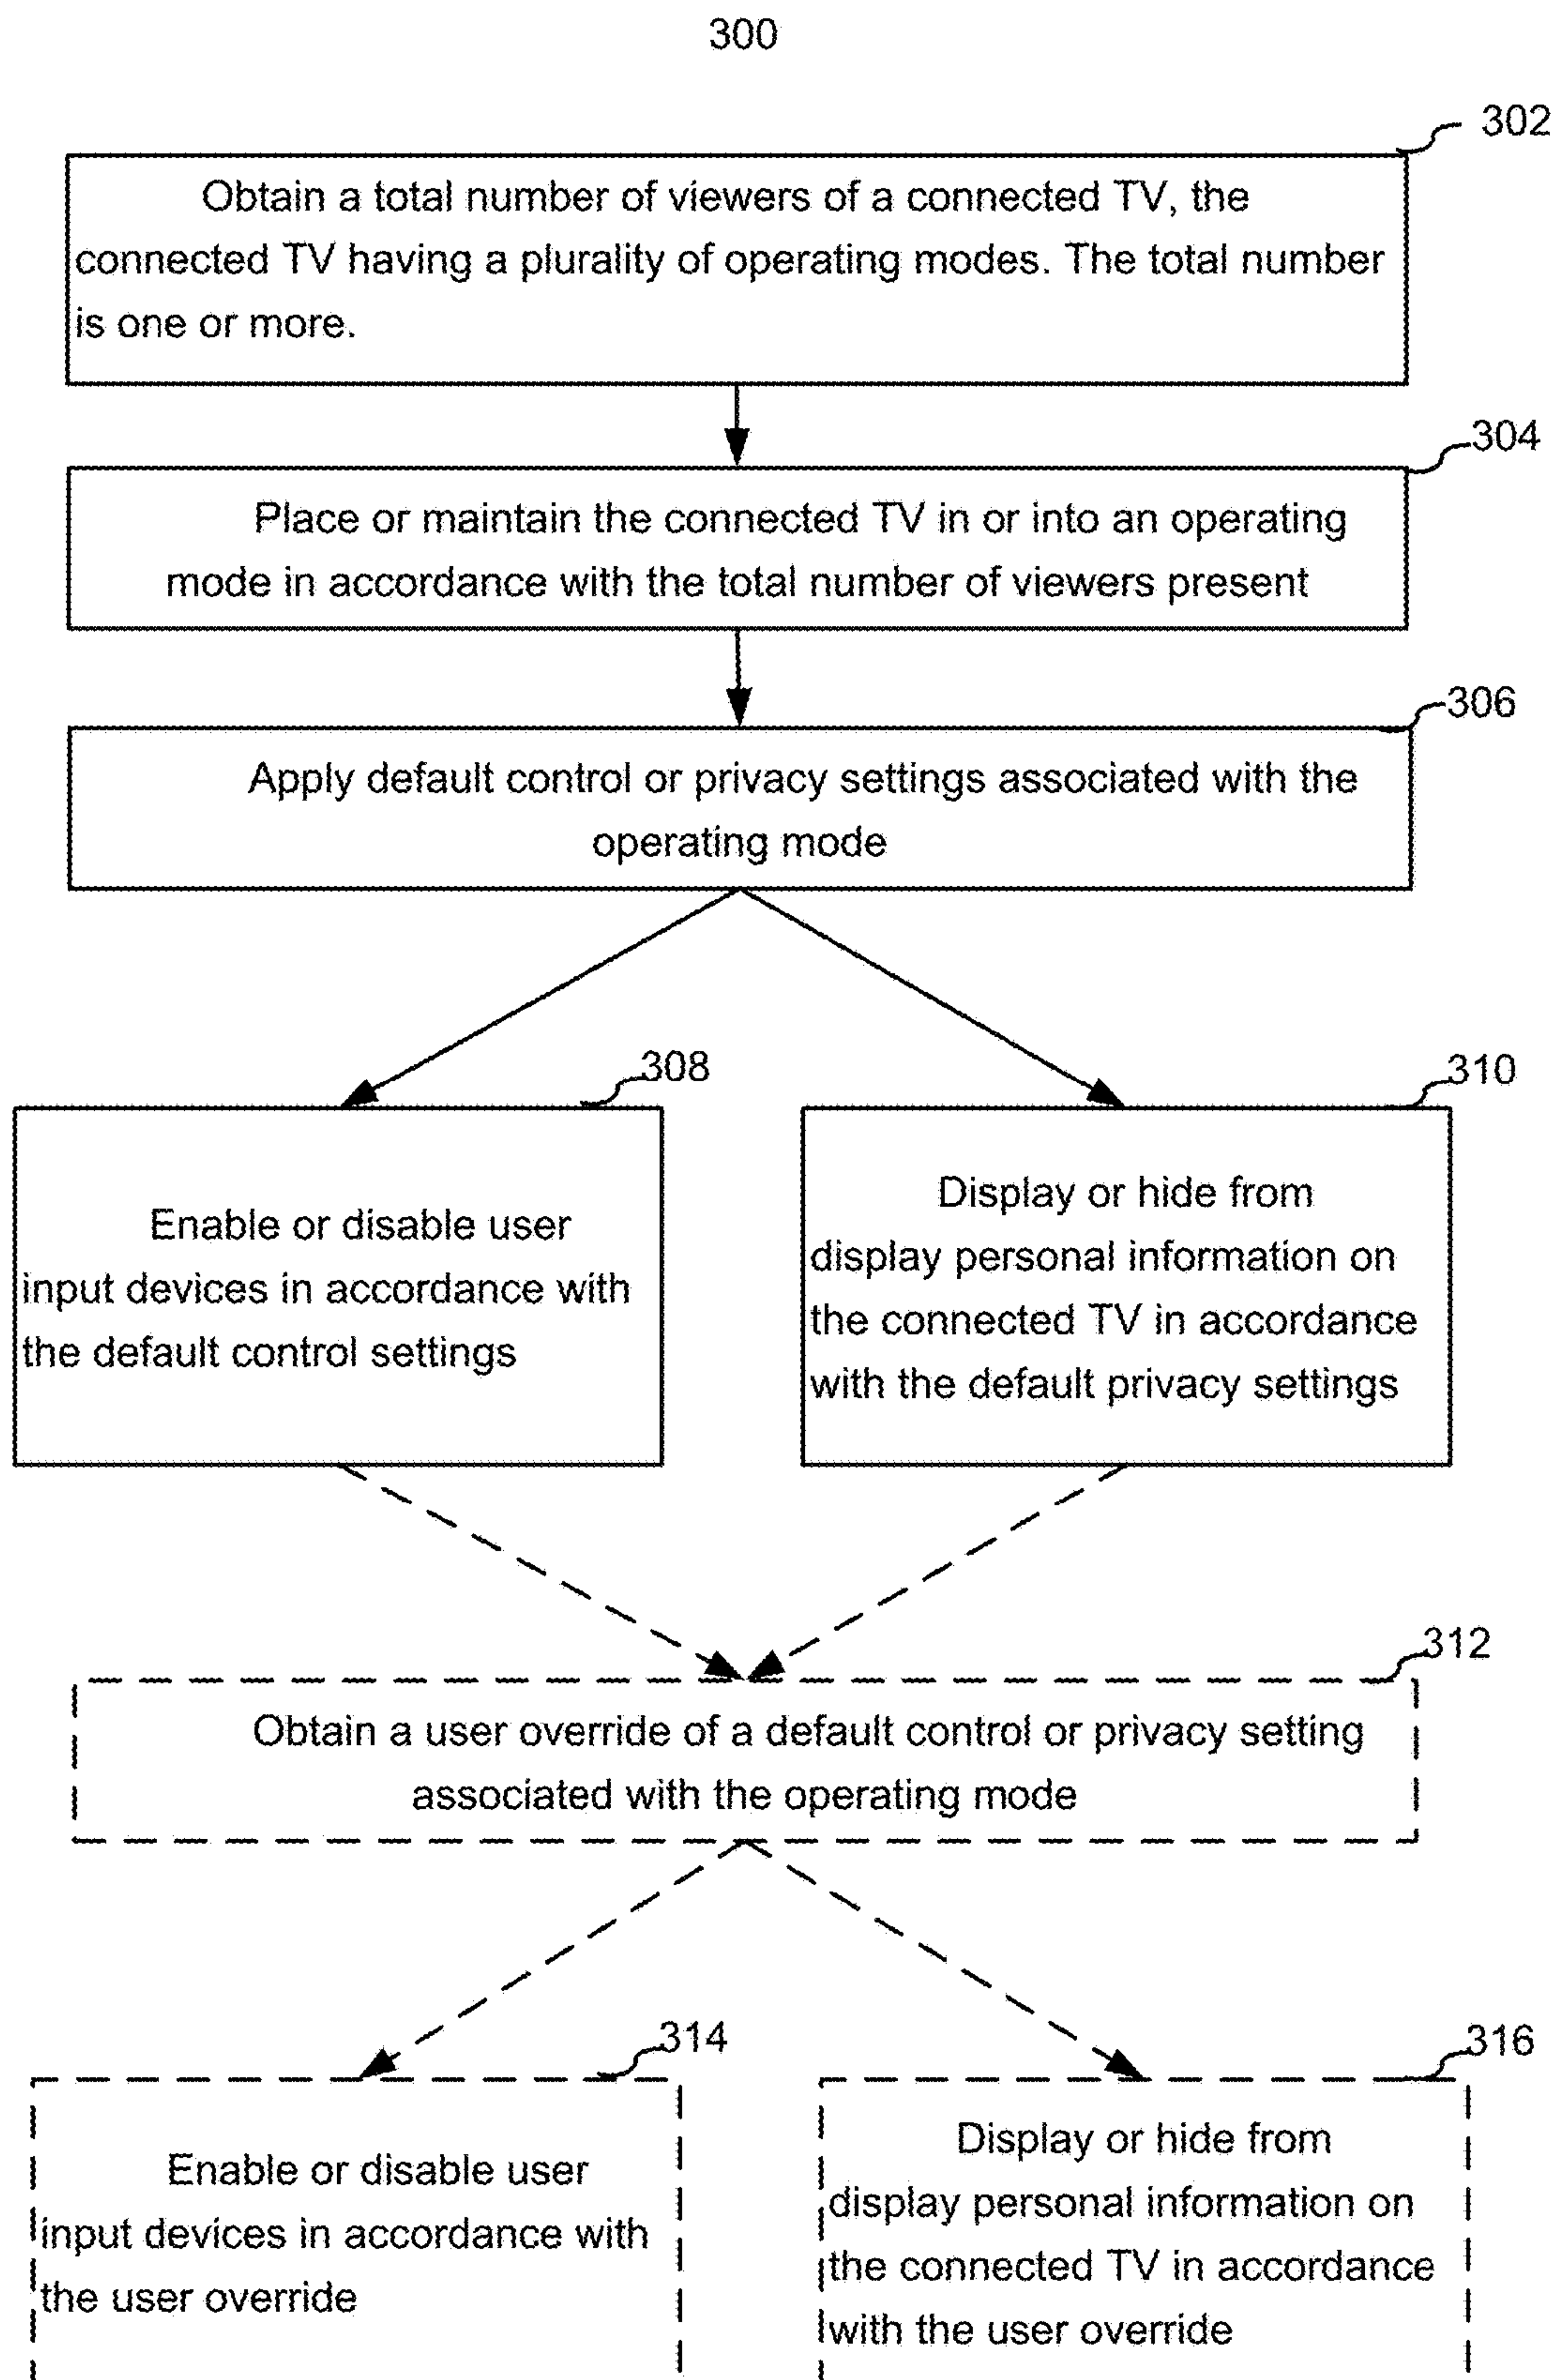 300
302
Obtain a total number of viewers of a connected TV, the
connected TV having a plurality of operating modes. The total number
is one or more.
304
Place or maintain the connected TV in or into an operating
mode in accordance with the total number of viewers present
306
Apply default control or privacy settings associated with the
operating mode
308
Enable or disable user
input devices in accordance with
the default control settings
310
Display or hide from
display personal information on
the connected TV in accordance
with the default privacy settings
312
Obtain a user override of a default control or privacy setting
associated with the operating mode
314
Enable or disable user
input devices in accordance with
the user override
316
Display or hide from
display personal information on
the connected TV in accordance
with the user override